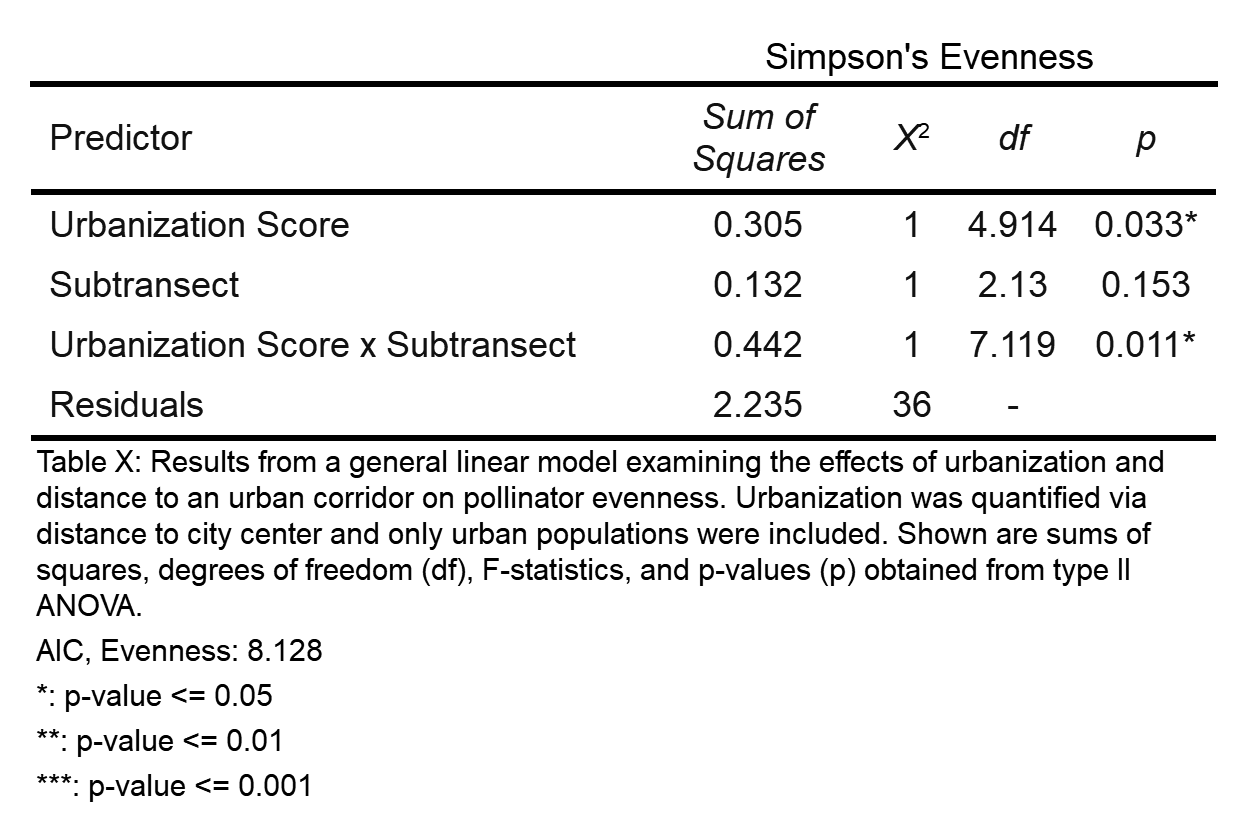 Simpson's Evenness
Predictor Sum of Squares X² df p
Urbanization Score 0.305 1 4.914 0.033*
Subtransect 0.132 1 2.13 0.153
Urbanization Score x Subtransect 0.442 1 7.119 0.011*
Residuals 2.235 36 -
Table X: Results from a general linear model examining the effects of urbanization and
distance to an urban corridor on pollinator evenness. Urbanization was quantified via
distance to city center and only urban populations were included. Shown are sums of
squares, degrees of freedom (df), F-statistics, and p-values (p) obtained from type II
ANOVA.
AIC, Evenness: 8.128
*: p-value <= 0.05
**: p-value <= 0.01
***: p-value <= 0.001